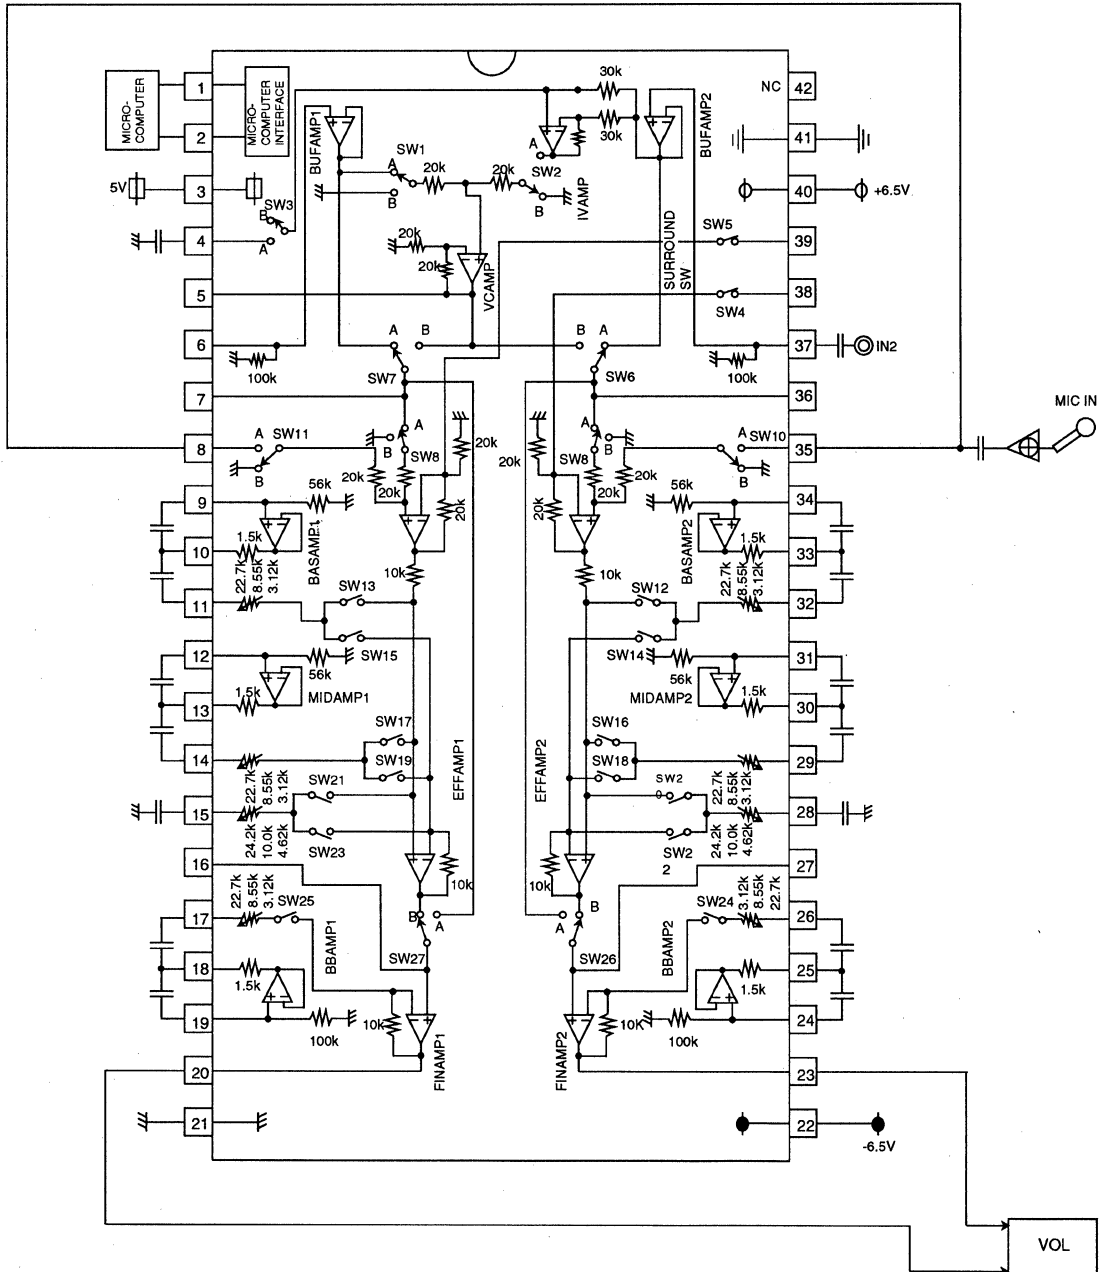 MICRO-
COMPUTER
MICRO-
COMPUTER
INTERFACE
1
2
3
4
5
6
7
8
9
10
11
12
13
14
15
16
17
18
19
20
21
42
41
40
39
38
37
36
35
34
33
32
31
30
29
28
27
26
25
24
23
22
NC
5V
+6.5V
-6.5V
BUFAMP1
BUFAMP2
30k
30k
A
SW1
A
B
20k
20k
SW2
B
IVAMP
SW3
B
A
20k
20k
VCAMP
SURROUND
SW
SW5
SW4
100k
100k
IN2
A
B
SW7
B
A
SW6
MIC IN
A
SW11
B
A
B
SW8
20k
20k
20k
20k
A
B
SW8
20k
20k
20k
20k
A
SW10
B
56k
1.5k
BASAMP1
22.7k
8.55k
3.12k
10k
SW13
SW15
56k
1.5k
BASAMP2
22.7k
8.55k
3.12k
10k
SW12
SW14
56k
1.5k
MIDAMP1
56k
1.5k
MIDAMP2
SW17
SW19
22.7k
8.55k
3.12k
SW21
SW23
24.2k
10.0k
4.62k
EFFAMP1
EFFAMP2
SW16
SW18
22.7k
8.55k
3.12k
SW2
0
SW2
2
24.2k
10.0k
4.62k
10k
10k
22.7k
8.55k
3.12k
SW25
BBAMP1
B
A
SW27
B
A
SW26
SW24
3.12k
8.55k
22.7k
BBAMP2
1.5k
1.5k
100k
100k
10k
10K
FINAMP1
FINAMP2
VOL